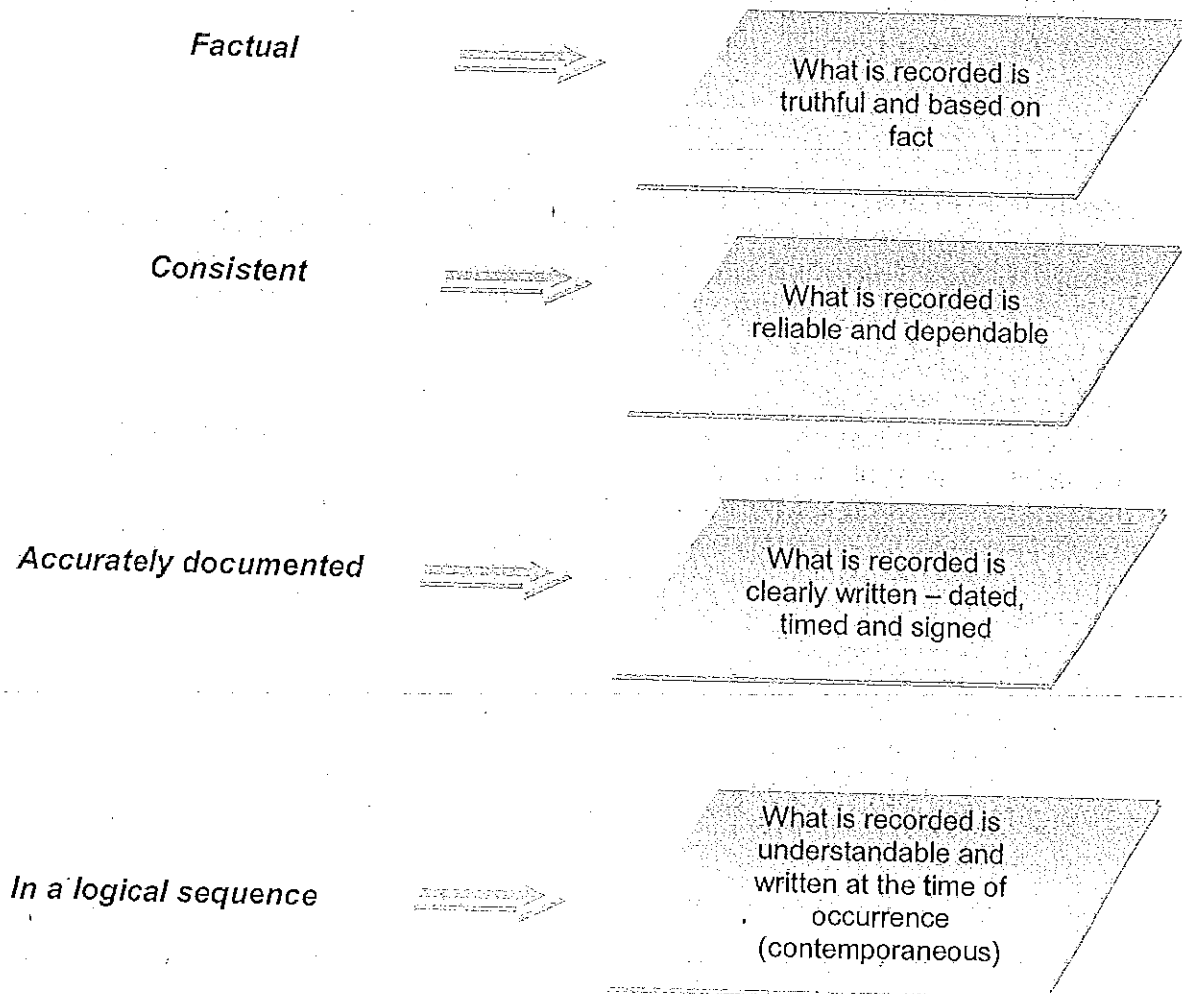 Factual
What is recorded is
truthful and based on
fact
Consistent
What is recorded is
reliable and dependable
Accurately documented
What is recorded is
clearly written – dated,
timed and signed
In a logical sequence
What is recorded is
understandable and
written at the time of
occurrence
(contemporaneous)